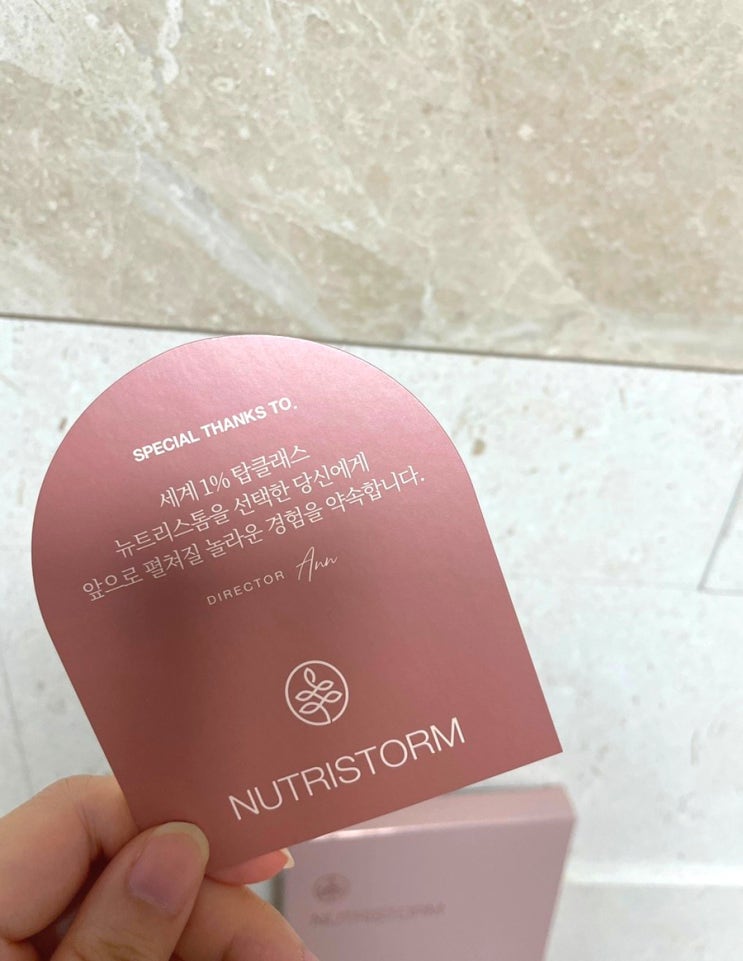 SPECIAL THANKS TO.
세계 1% 탑클래스
뉴트리스톰을 선택한 당신에게
앞으로 펼쳐질 놀라운 경험을 약속합니다.
DIRECTOR Ann
NUTRISTORM
NUTRISTORM